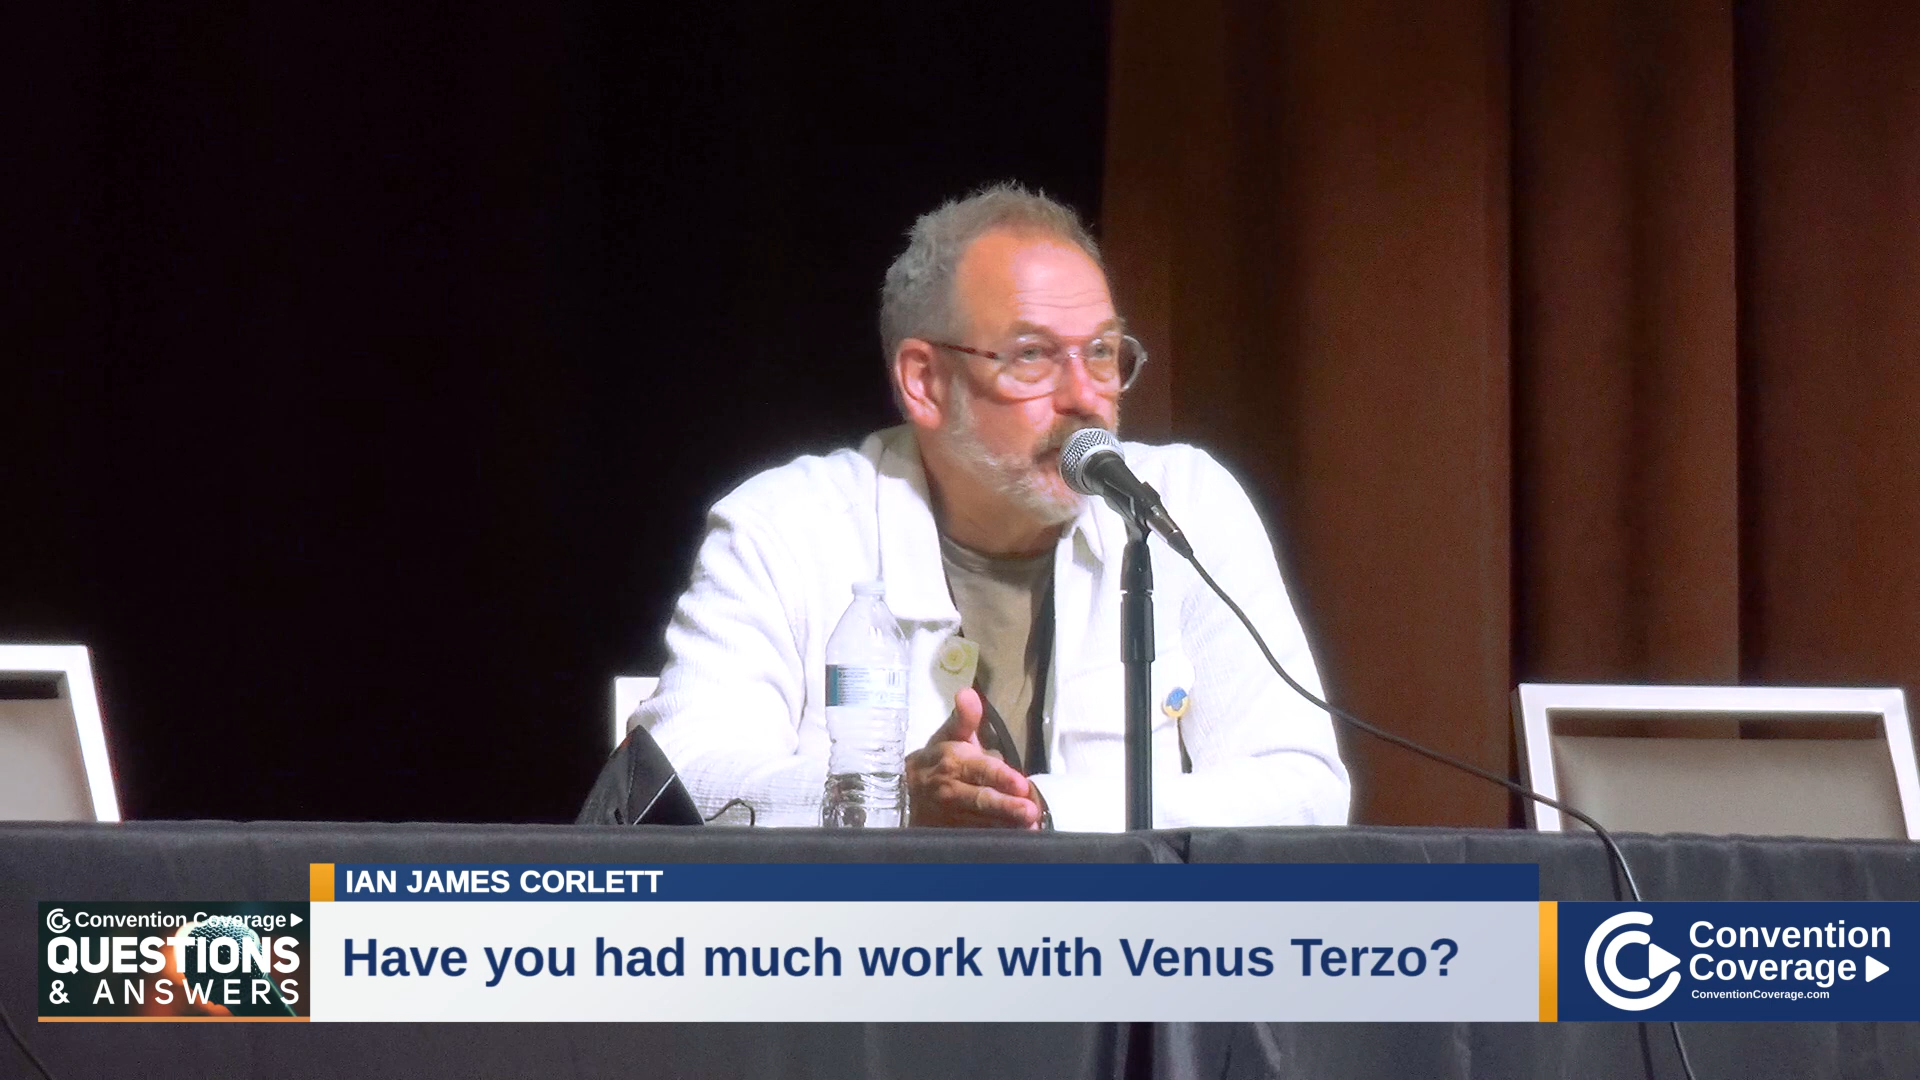 IAN JAMES CORLETT
Convention Coverage
QUESTIONS
& ANSWERS
Have you had much work with Venus Terzo?
Convention
Coverage
ConventionCoverage.com